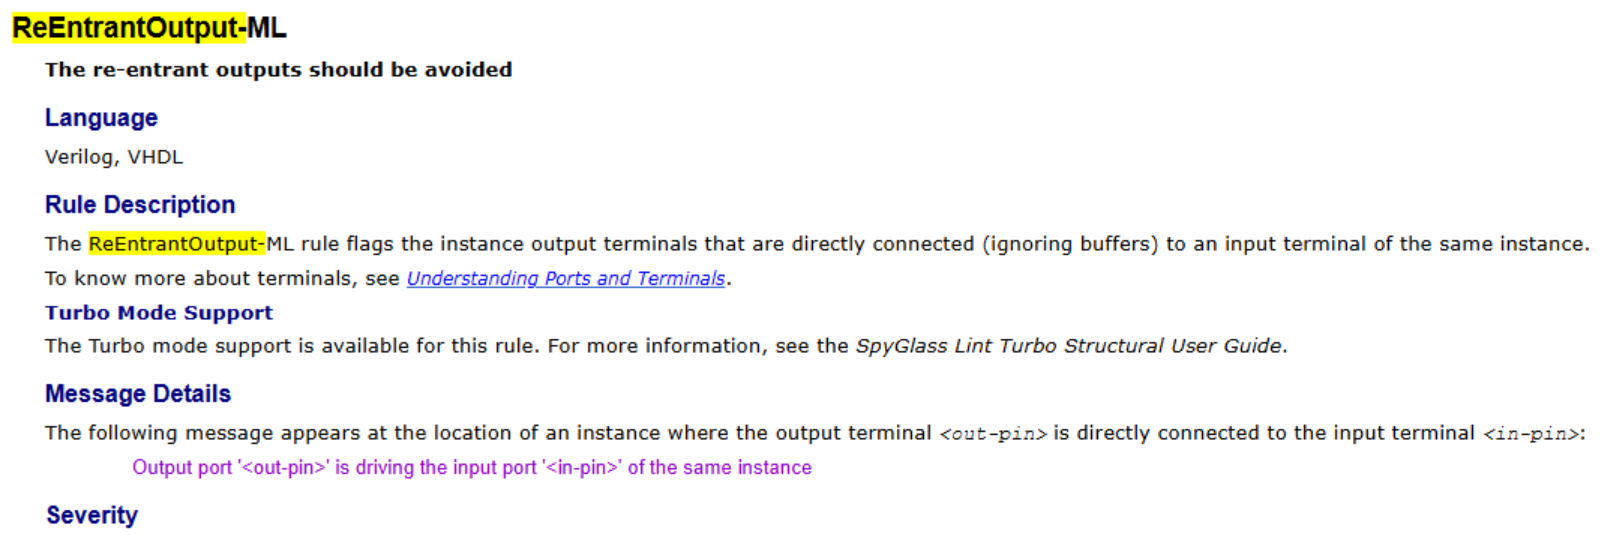 ReEntrantOutput-ML
The re-entrant outputs should be avoided
Language
Verilog, VHDL
Rule Description
The ReEntrantOutput-ML rule flags the instance output terminals that are directly connected (ignoring buffers) to an input terminal of the same instance.
To know more about terminals, see Understanding Ports and Terminals.
Turbo Mode Support
The Turbo mode support is available for this rule. For more information, see the SpyGlass Lint Turbo Structural User Guide.
Message Details
The following message appears at the location of an instance where the output terminal <out-pin> is directly connected to the input terminal <in-pin>:
Output port '<out-pin>' is driving the input port '<in-pin>' of the same instance
Severity